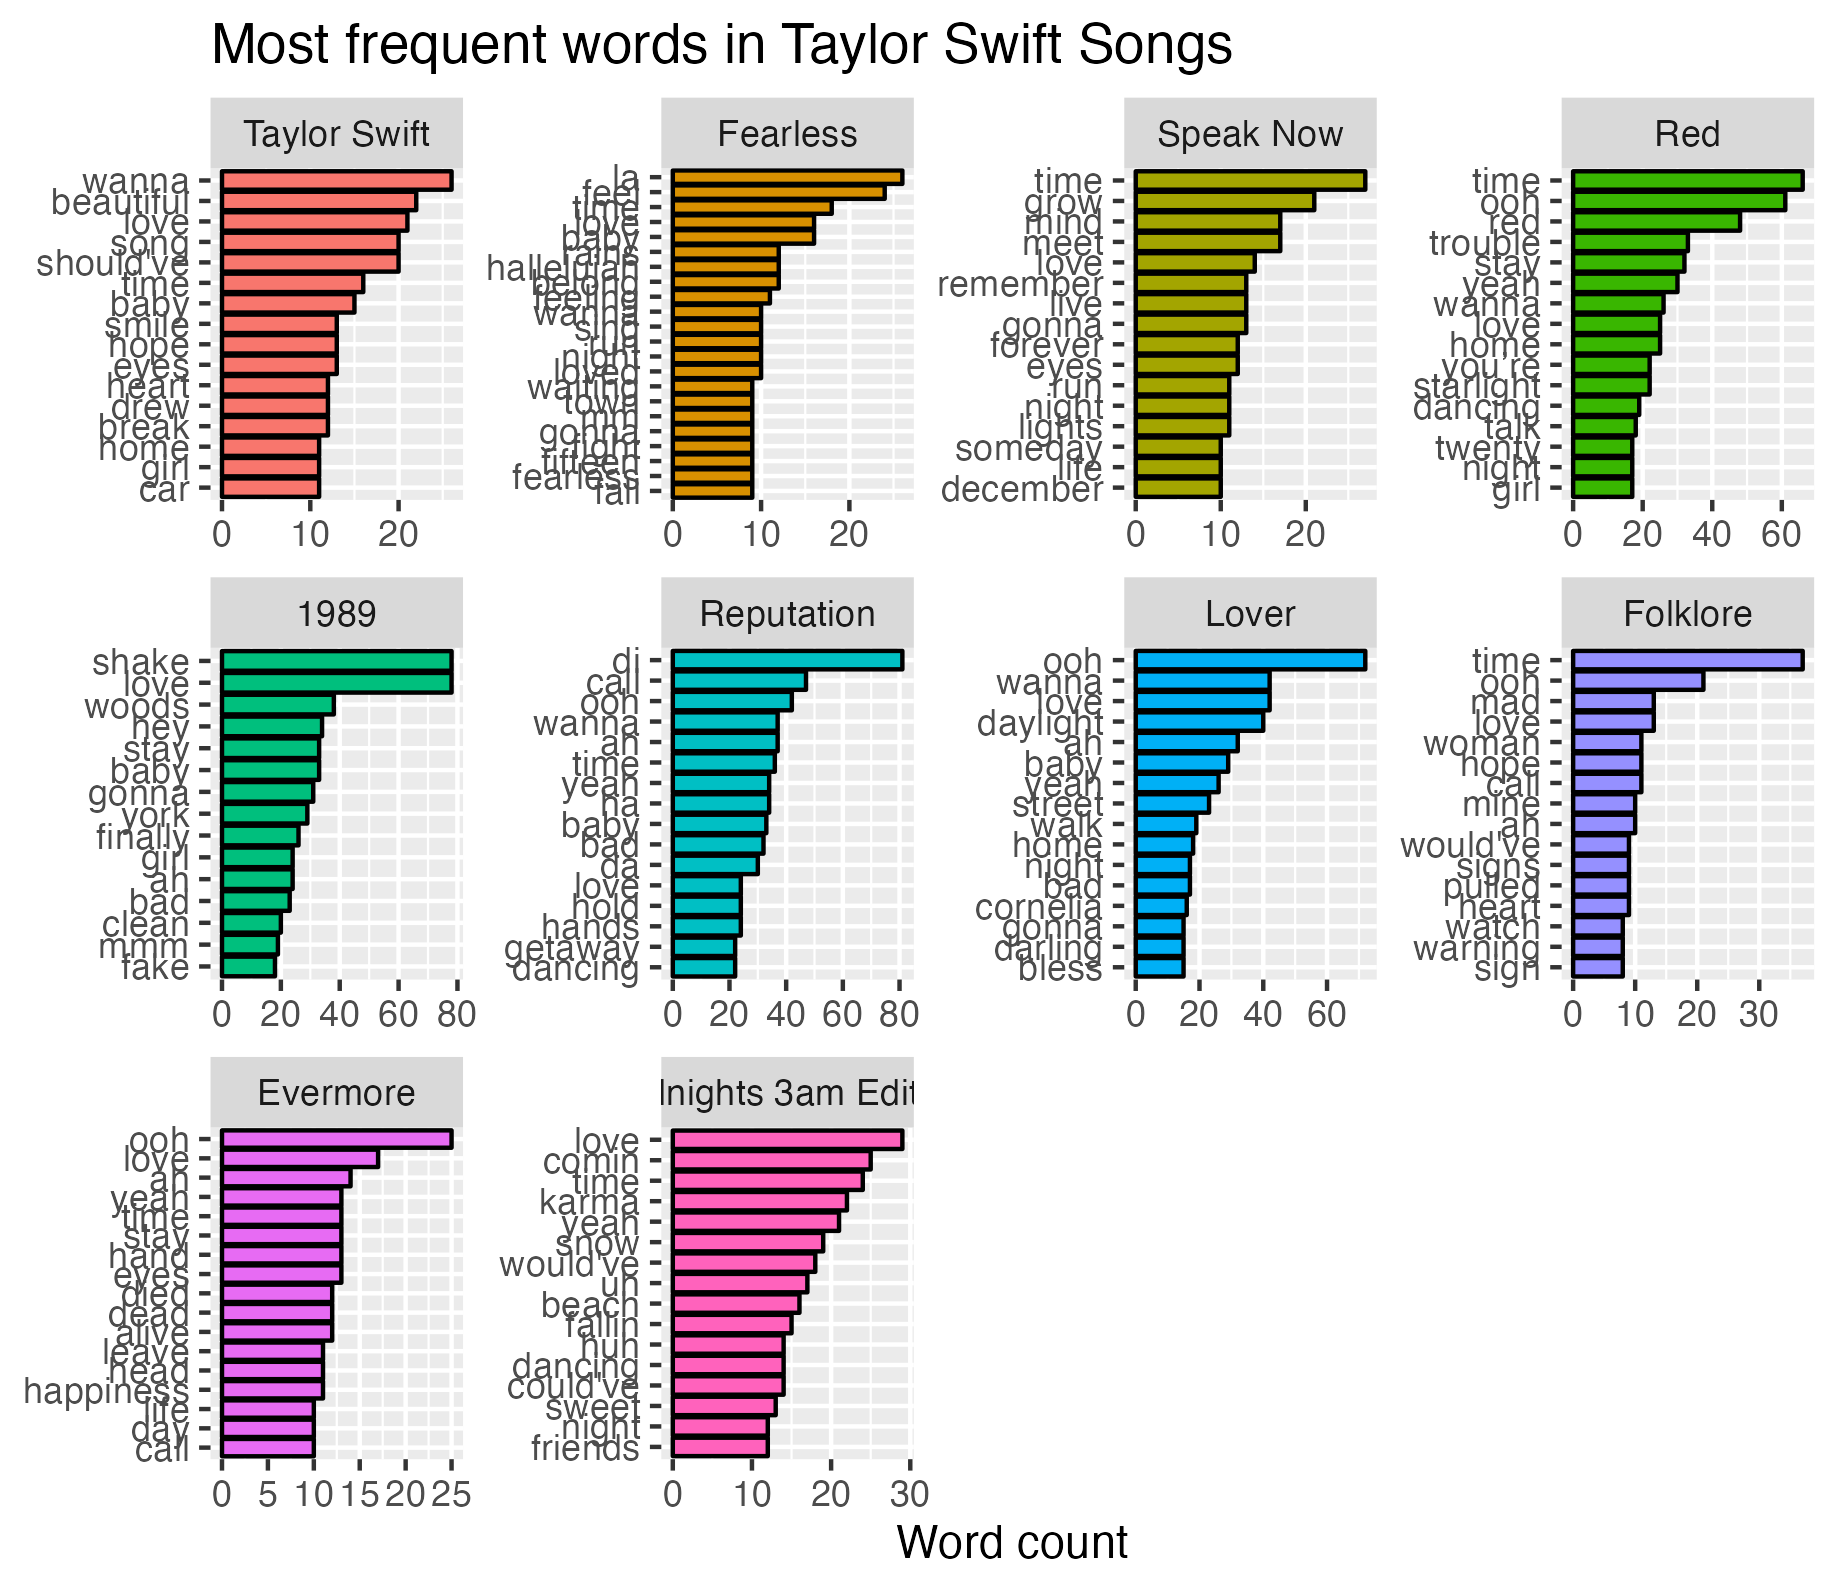 Most frequent words in Taylor Swift Songs
Taylor Swift
wanna
beautiful
love
song
should've
time
baby
smile
hope
eyes
heart
drew
break
home
girl
car
0 10 20
Fearless
la
feel
time
love
baby
rains
hallelujah
belong
feeling
wanna
sing
run
night
loved
waiting
town
mm
gonna
fight
fifteen
fearless
fall
0 10 20
Speak Now
time
grow
mind
meet
love
remember
live
gonna
forever
eyes
run
night
lights
someday
life
december
0 10 20
Red
time
ooh
red
trouble
stay
yeah
wanna
love
home
you're
starlight
dancing
talk
twenty
night
girl
0 20 40 60
1989
shake
love
woods
hey
stay
baby
gonna
york
finally
girl
ah
bad
clean
mmm
fake
0 20 40 60 80
Reputation
di
call
ooh
wanna
ah
time
yeah
ha
baby
bad
da
love
hold
hands
getaway
dancing
0 20 40 60 80
Lover
ooh
wanna
love
daylight
ah
baby
yeah
street
walk
home
night
bad
cornelia
gonna
darling
bless
0 20 40 60
Folklore
time
ooh
mad
love
woman
hope
call
mine
ah
would've
signs
pulled
heart
watch
warning
sign
0 10 20 30
Evermore
ooh
love
ah
yeah
time
stay
hand
eyes
died
dead
alive
leave
head
happiness
life
day
call
0 5 10 15 20 25
nights 3am Edit
love
comin
time
karma
yeah
snow
would've
uh
beach
fallin
huh
dancing
could've
sweet
night
friends
0 10 20 30
Word count